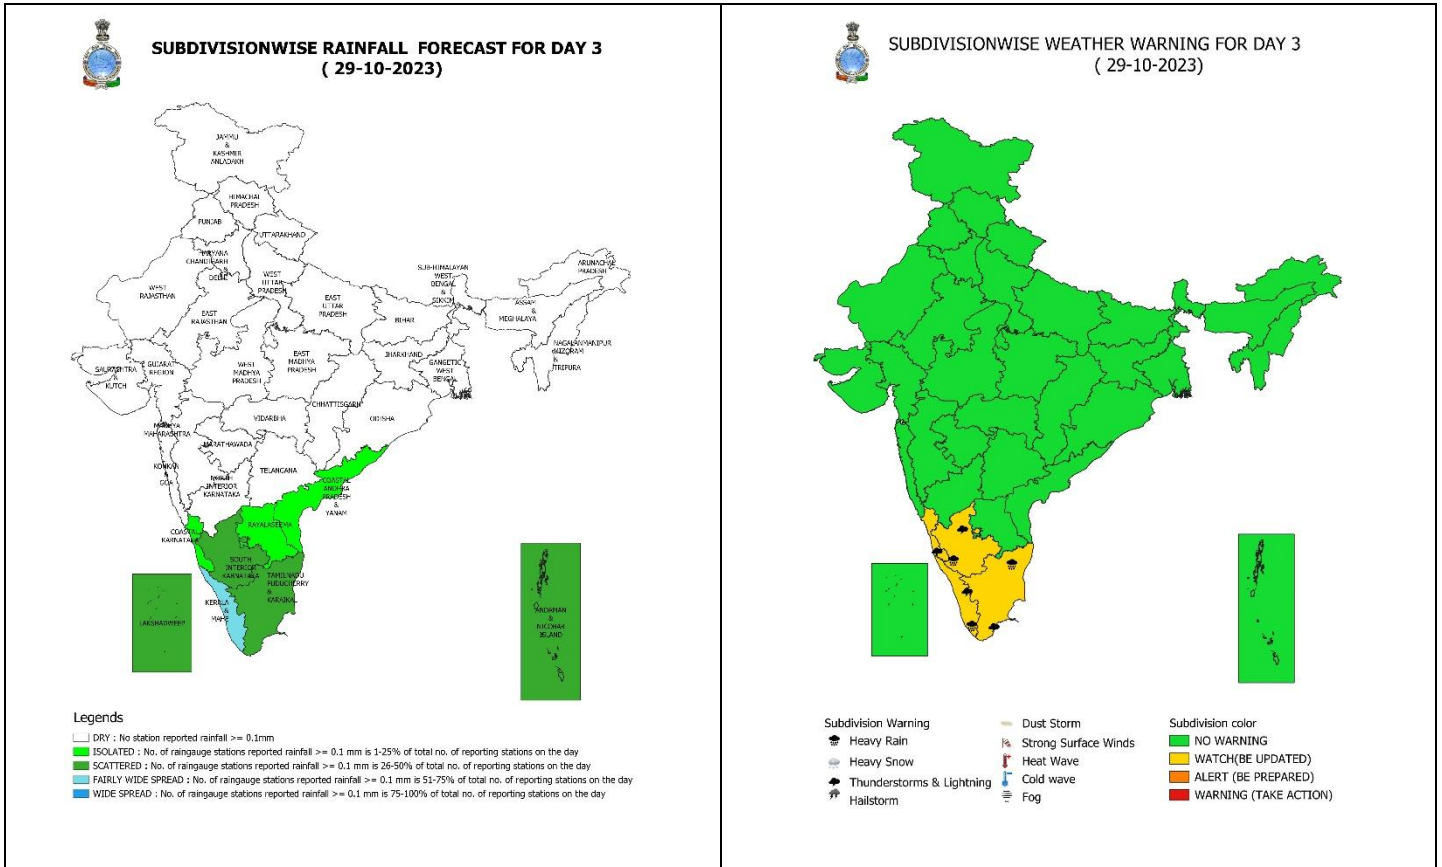 SUBDIVISIONWISE RAINFALL FORECAST FOR DAY 3
( 29-10-2023)
JAMMU
&
KASHMIR
ANLADAKH
HIMACHAL
PRADESH
PUNJAB
UTTARAKHAND
CHANDIGARH
&
WEST
UTTAR
PRADESH
WEST
RAJASTHAN
EAST
RAJASTHAN
EAST
UTTAR
PRADESH
BIHAR
SUB-HIMALAYAN
WEST
BENGAL
&
SIKKIM
ARUNACHAL
PRADESH
ASSAM
&
MEGHALAYA
NAGALANMANIPUR
MIZORAM
&
TRIPURA
SAURASHTRA
&
KUTCH
GUJARAT
REGION
WEST
MADHYA
PRADESH
EAST
MADHYA
PRADESH
JHARKHAND
GANGETIC
WEST
BENGAL
CHHATTISGARH
ODISHA
VIDARBHA
MADHYA
MAHARASHTRA
MARATHAWADA
KONKAN
&
GOA
TELANGANA
INTERIOR
KARNATAKA
COASTAL
ANDHRA
PRADESH
&
YANAM
RAYALASEEMA
COASTAL
KARNATAKA
SOUTH
INTERIOR
KARNATAKA
TAMILNADU
PUDUCHERRY
&
KARAIKAL
KERALA
&
MAHE
LAKSHADWEEP
ANDAMAN
&
NICOBAR
ISLAND
Legends
DRY : No station reported rainfall >= 0.1mm
ISOLATED : No. of raingauge stations reported rainfall >= 0.1 mm is 1-25% of total no. of reporting stations on the day
SCATTERED : No. of raingauge stations reported rainfall >= 0.1 mm is 26-50% of total no. of reporting stations on the day
FAIRLY WIDE SPREAD : No. of raingauge stations reported rainfall >= 0.1 mm is 51-75% of total no. of reporting stations on the day
WIDE SPREAD : No. of raingauge stations reported rainfall >= 0.1 mm is 75-100% of total no. of reporting stations on the day
SUBDIVISIONWISE WEATHER WARNING FOR DAY 3
( 29-10-2023)
Subdivision Warning
Heavy Rain
Heavy Snow
Thunderstorms & Lightning
Hailstorm
Dust Storm
Strong Surface Winds
Heat Wave
Cold wave
Fog
Subdivision color
NO WARNING
WATCH(BE UPDATED)
ALERT (BE PREPARED)
WARNING (TAKE ACTION)